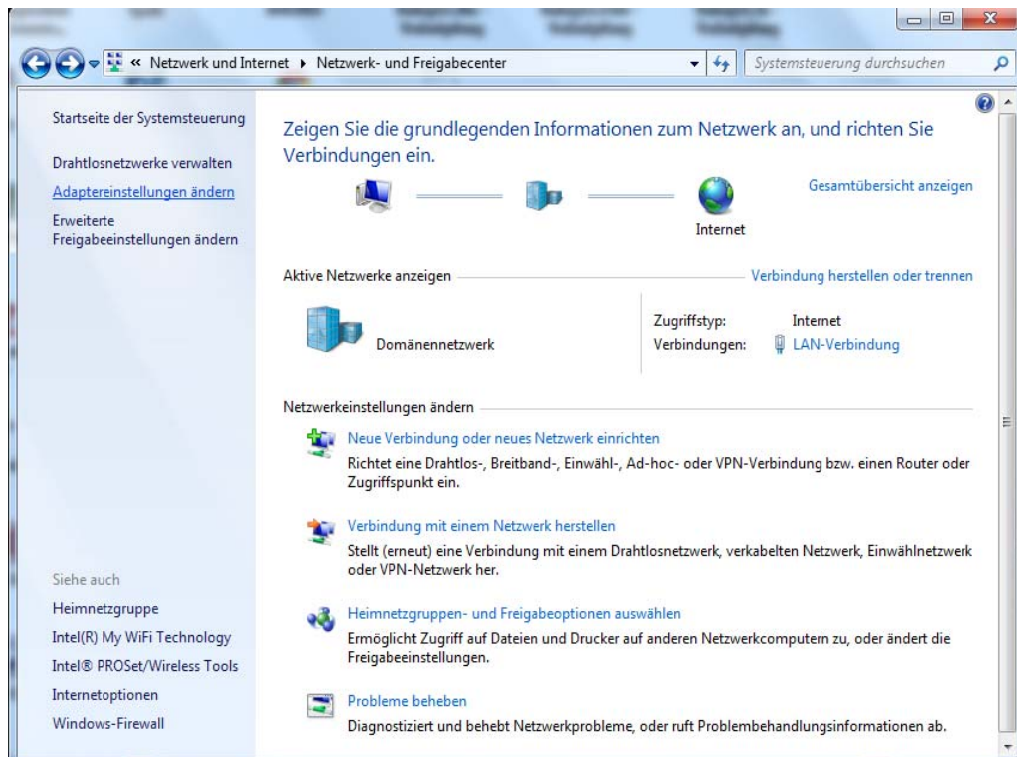 « Netzwerk und Internet ▸ Netzwerk- und Freigabecenter
Systemsteuerung durchsuchen
Startseite der Systemsteuerung
Drahtlosnetzwerke verwalten
Adaptereinstellungen ändern
Erweiterte
Freigabeeinstellungen ändern
Zeigen Sie die grundlegenden Informationen zum Netzwerk an, und richten Sie
Verbindungen ein.
Gesamtübersicht anzeigen
Internet
Aktive Netzwerke anzeigen
Verbindung herstellen oder trennen
Domänennetzwerk
Zugriffstyp: Internet
Verbindungen: LAN-Verbindung
Netzwerkeinstellungen ändern
Neue Verbindung oder neues Netzwerk einrichten
Richtet eine Drahtlos-, Breitband-, Einwähl-, Ad-hoc- oder VPN-Verbindung bzw. einen Router oder
Zugriffspunkt ein.
Verbindung mit einem Netzwerk herstellen
Stellt (erneut) eine Verbindung mit einem Drahtlosnetzwerk, verkabelten Netzwerk, Einwählnetzwerk
oder VPN-Netzwerk her.
Heimnetzgruppen- und Freigabeoptionen auswählen
Ermöglicht Zugriff auf Dateien und Drucker auf anderen Netzwerkcomputern zu, oder ändert die
Freigabeeinstellungen.
Probleme beheben
Diagnostiziert und behebt Netzwerkprobleme, oder ruft Problembehandlungsinformationen ab.
Siehe auch
Heimnetzgruppe
Intel(R) My WiFi Technology
Intel® PROSet/Wireless Tools
Internetoptionen
Windows-Firewall